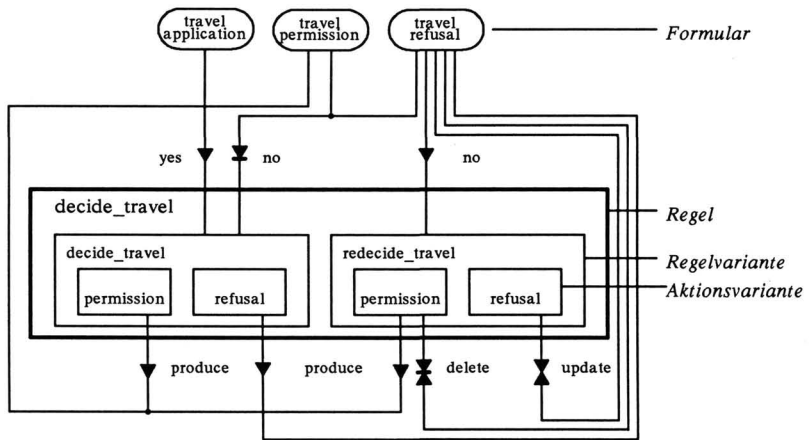 travel
application
travel
permission
travel
refusal
Formular
yes
no
no
decide_travel
Regel
decide_travel
redecide_travel
Regelvariante
permission
refusal
permission
refusal
Aktionsvariante
produce
produce
delete
update